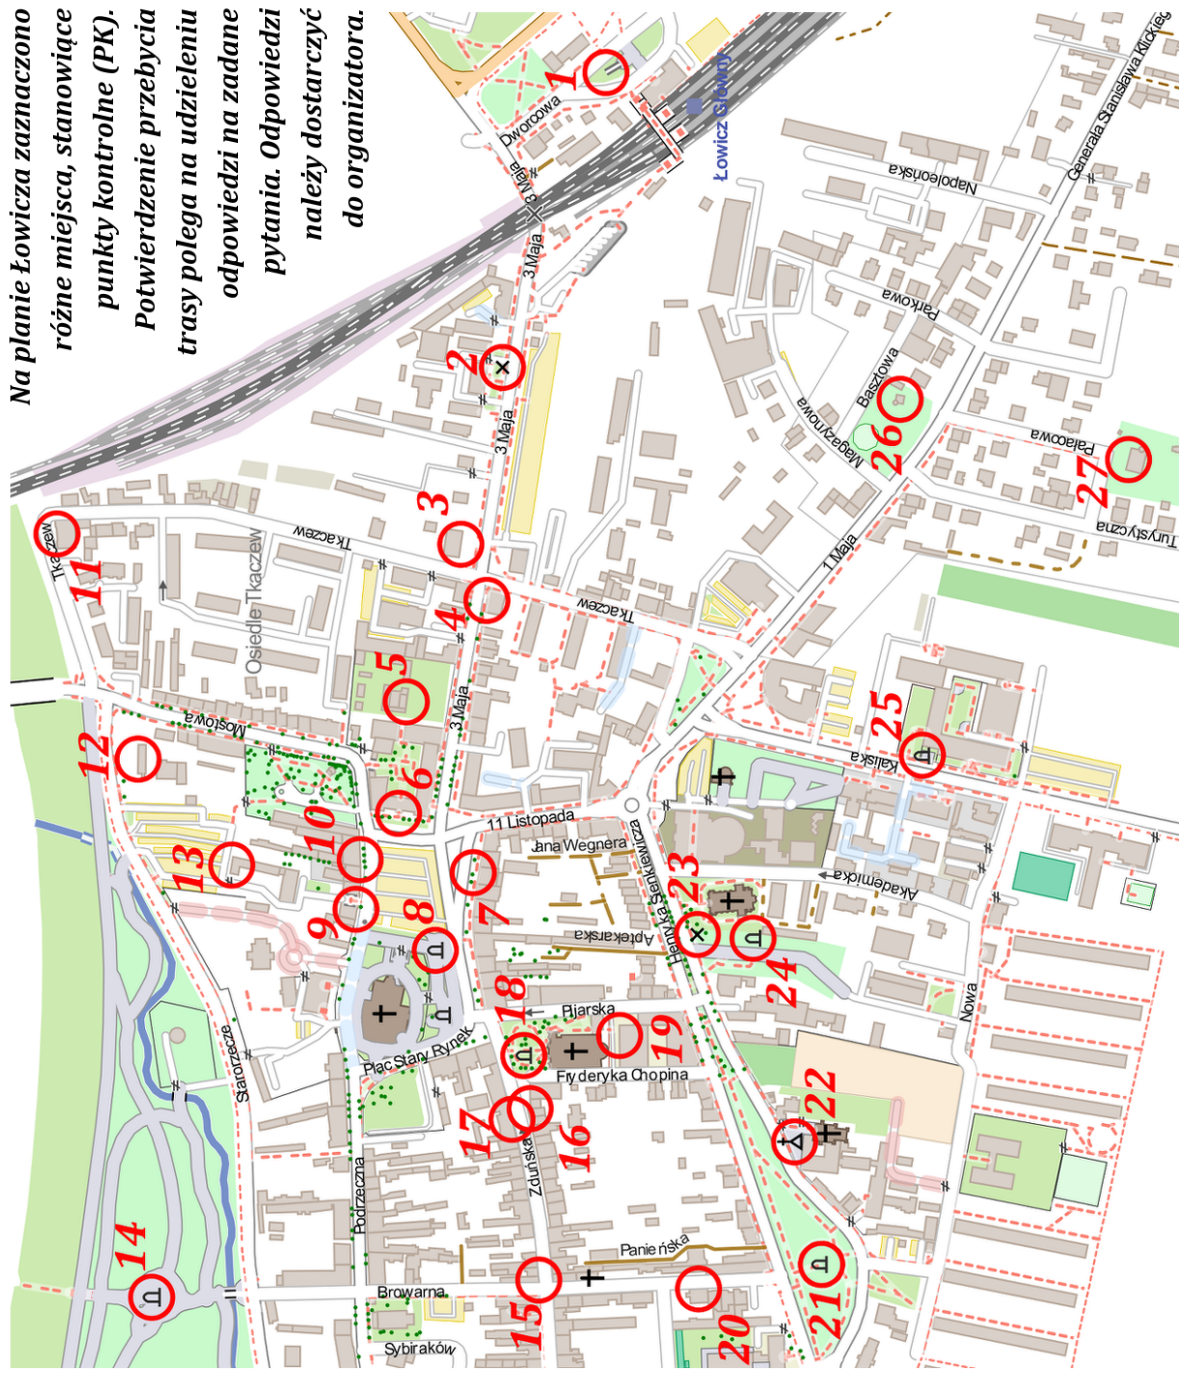 Na planie Łowicza zaznaczono
różne miejsca, stanowiące
punkty kontrolne (PK).
Potwierdzenie przebycia
trasy polega na udzieleniu
odpowiedzi na zadane
pytania. Odpowiedzi
należy dostarczyć
do organizatora.
1
Dworcowa
3 Maja
Łowicz Główny
Generała Stanisława Klickiego
Napoleońska
3 Maja
2
3 Maja
Parkowa
Basztowa
Magazynowa
26
Pałacowa
27
Turystyczna
1 Maja
3
Tkaczew
11
Tkaczew
Osiedle Tkaczew
4
Tkaczew
5
3 Maja
Mostowa
12
6
25
Kaliska
10
11 Listopada
Jana Wegnera
Henryka Sienkiewicza
13
23
Akademicka
9
8
7
Aptekarska
24
18
Pijarska
19
Nowa
Plac Stary Rynek
Fryderyka Chopina
Starorzecze
17
16
22
Zduńska
Podrzeczna
14
Panieńska
Browarna
15
20
21
Sybiraków